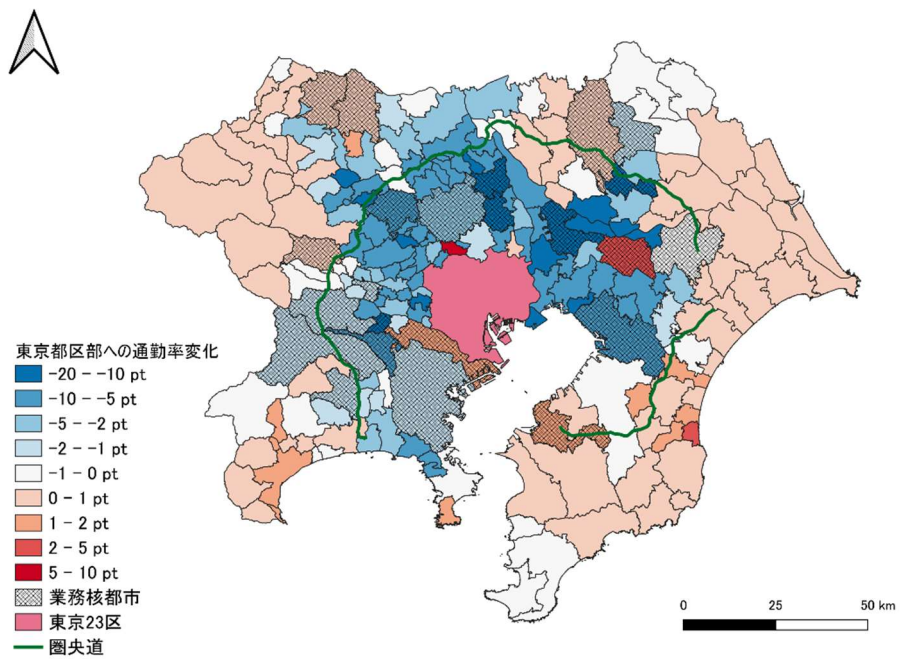 東京都区部への通勤率変化
-20 - -10 pt
-10 - -5 pt
-5 - -2 pt
-2 - -1 pt
-1 - 0 pt
0 - 1 pt
1 - 2 pt
2 - 5 pt
5 - 10 pt
業務核都市
東京23区
圏央道
0 25 50 km